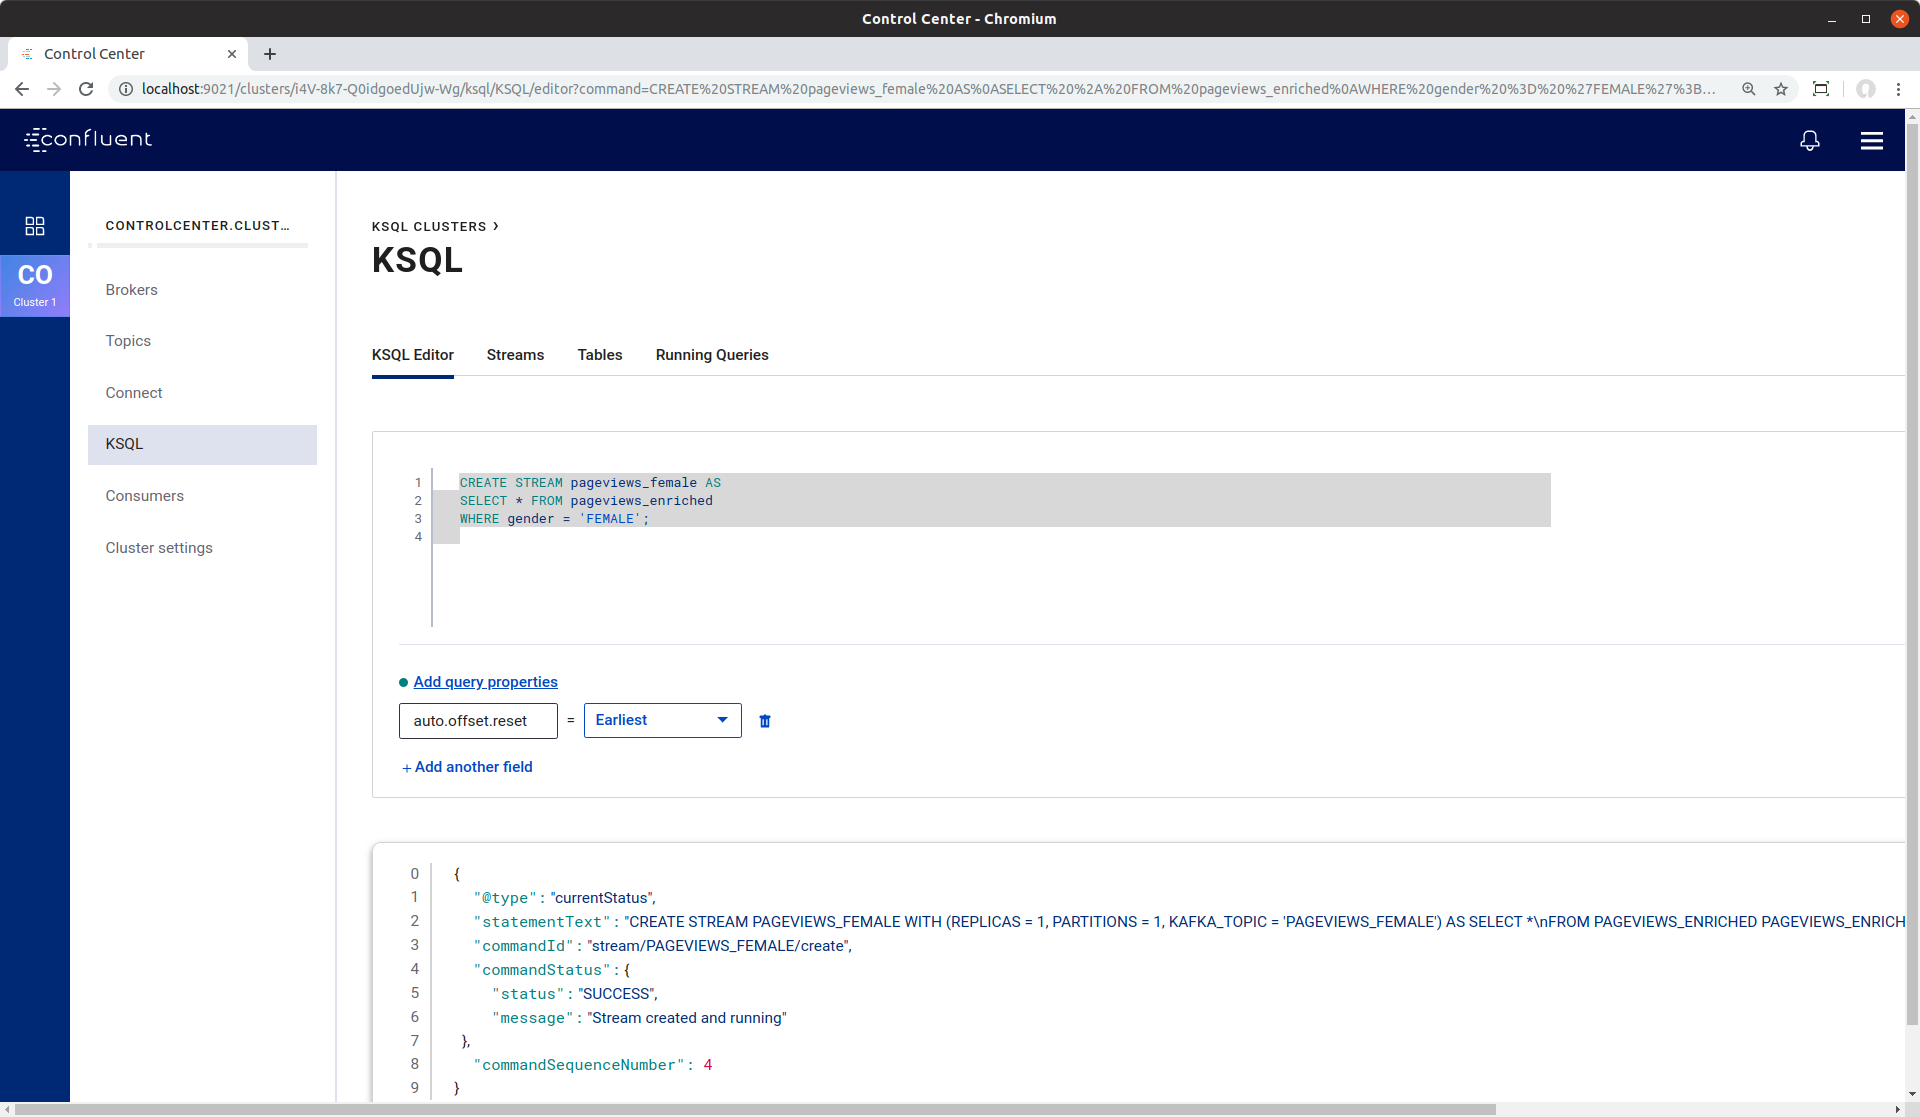 Control Center - Chromium
Control Center
localhost:9021/clusters/i4V-8k7-Q0idgoedUjw-Wg/ksql/KSQL/editor?command=CREATE%20STREAM%20pageviews_female%20AS%0ASELECT%20%2A%20FROM%20pageviews_enriched%0AWHERE%20gender%20%3D%20%27FEMALE%27%3B...
confluent
CONTROLCENTER.CLUST...
CO
Cluster 1
Brokers
Topics
Connect
KSQL
Consumers
Cluster settings
KSQL CLUSTERS ›
KSQL
KSQL Editor Streams Tables Running Queries
1 CREATE STREAM pageviews_female AS
2 SELECT * FROM pageviews_enriched
3 WHERE gender = 'FEMALE';
4
Add query properties
auto.offset.reset = Earliest
+ Add another field
0 {
1 "@type": "currentStatus",
2 "statementText": "CREATE STREAM PAGEVIEWS_FEMALE WITH (REPLICAS = 1, PARTITIONS = 1, KAFKA_TOPIC = 'PAGEVIEWS_FEMALE') AS SELECT *\nFROM PAGEVIEWS_ENRICHED PAGEVIEWS_ENRICH
3 "commandId": "stream/PAGEVIEWS_FEMALE/create",
4 "commandStatus": {
5 "status": "SUCCESS",
6 "message": "Stream created and running"
7 },
8 "commandSequenceNumber": 4
9 }